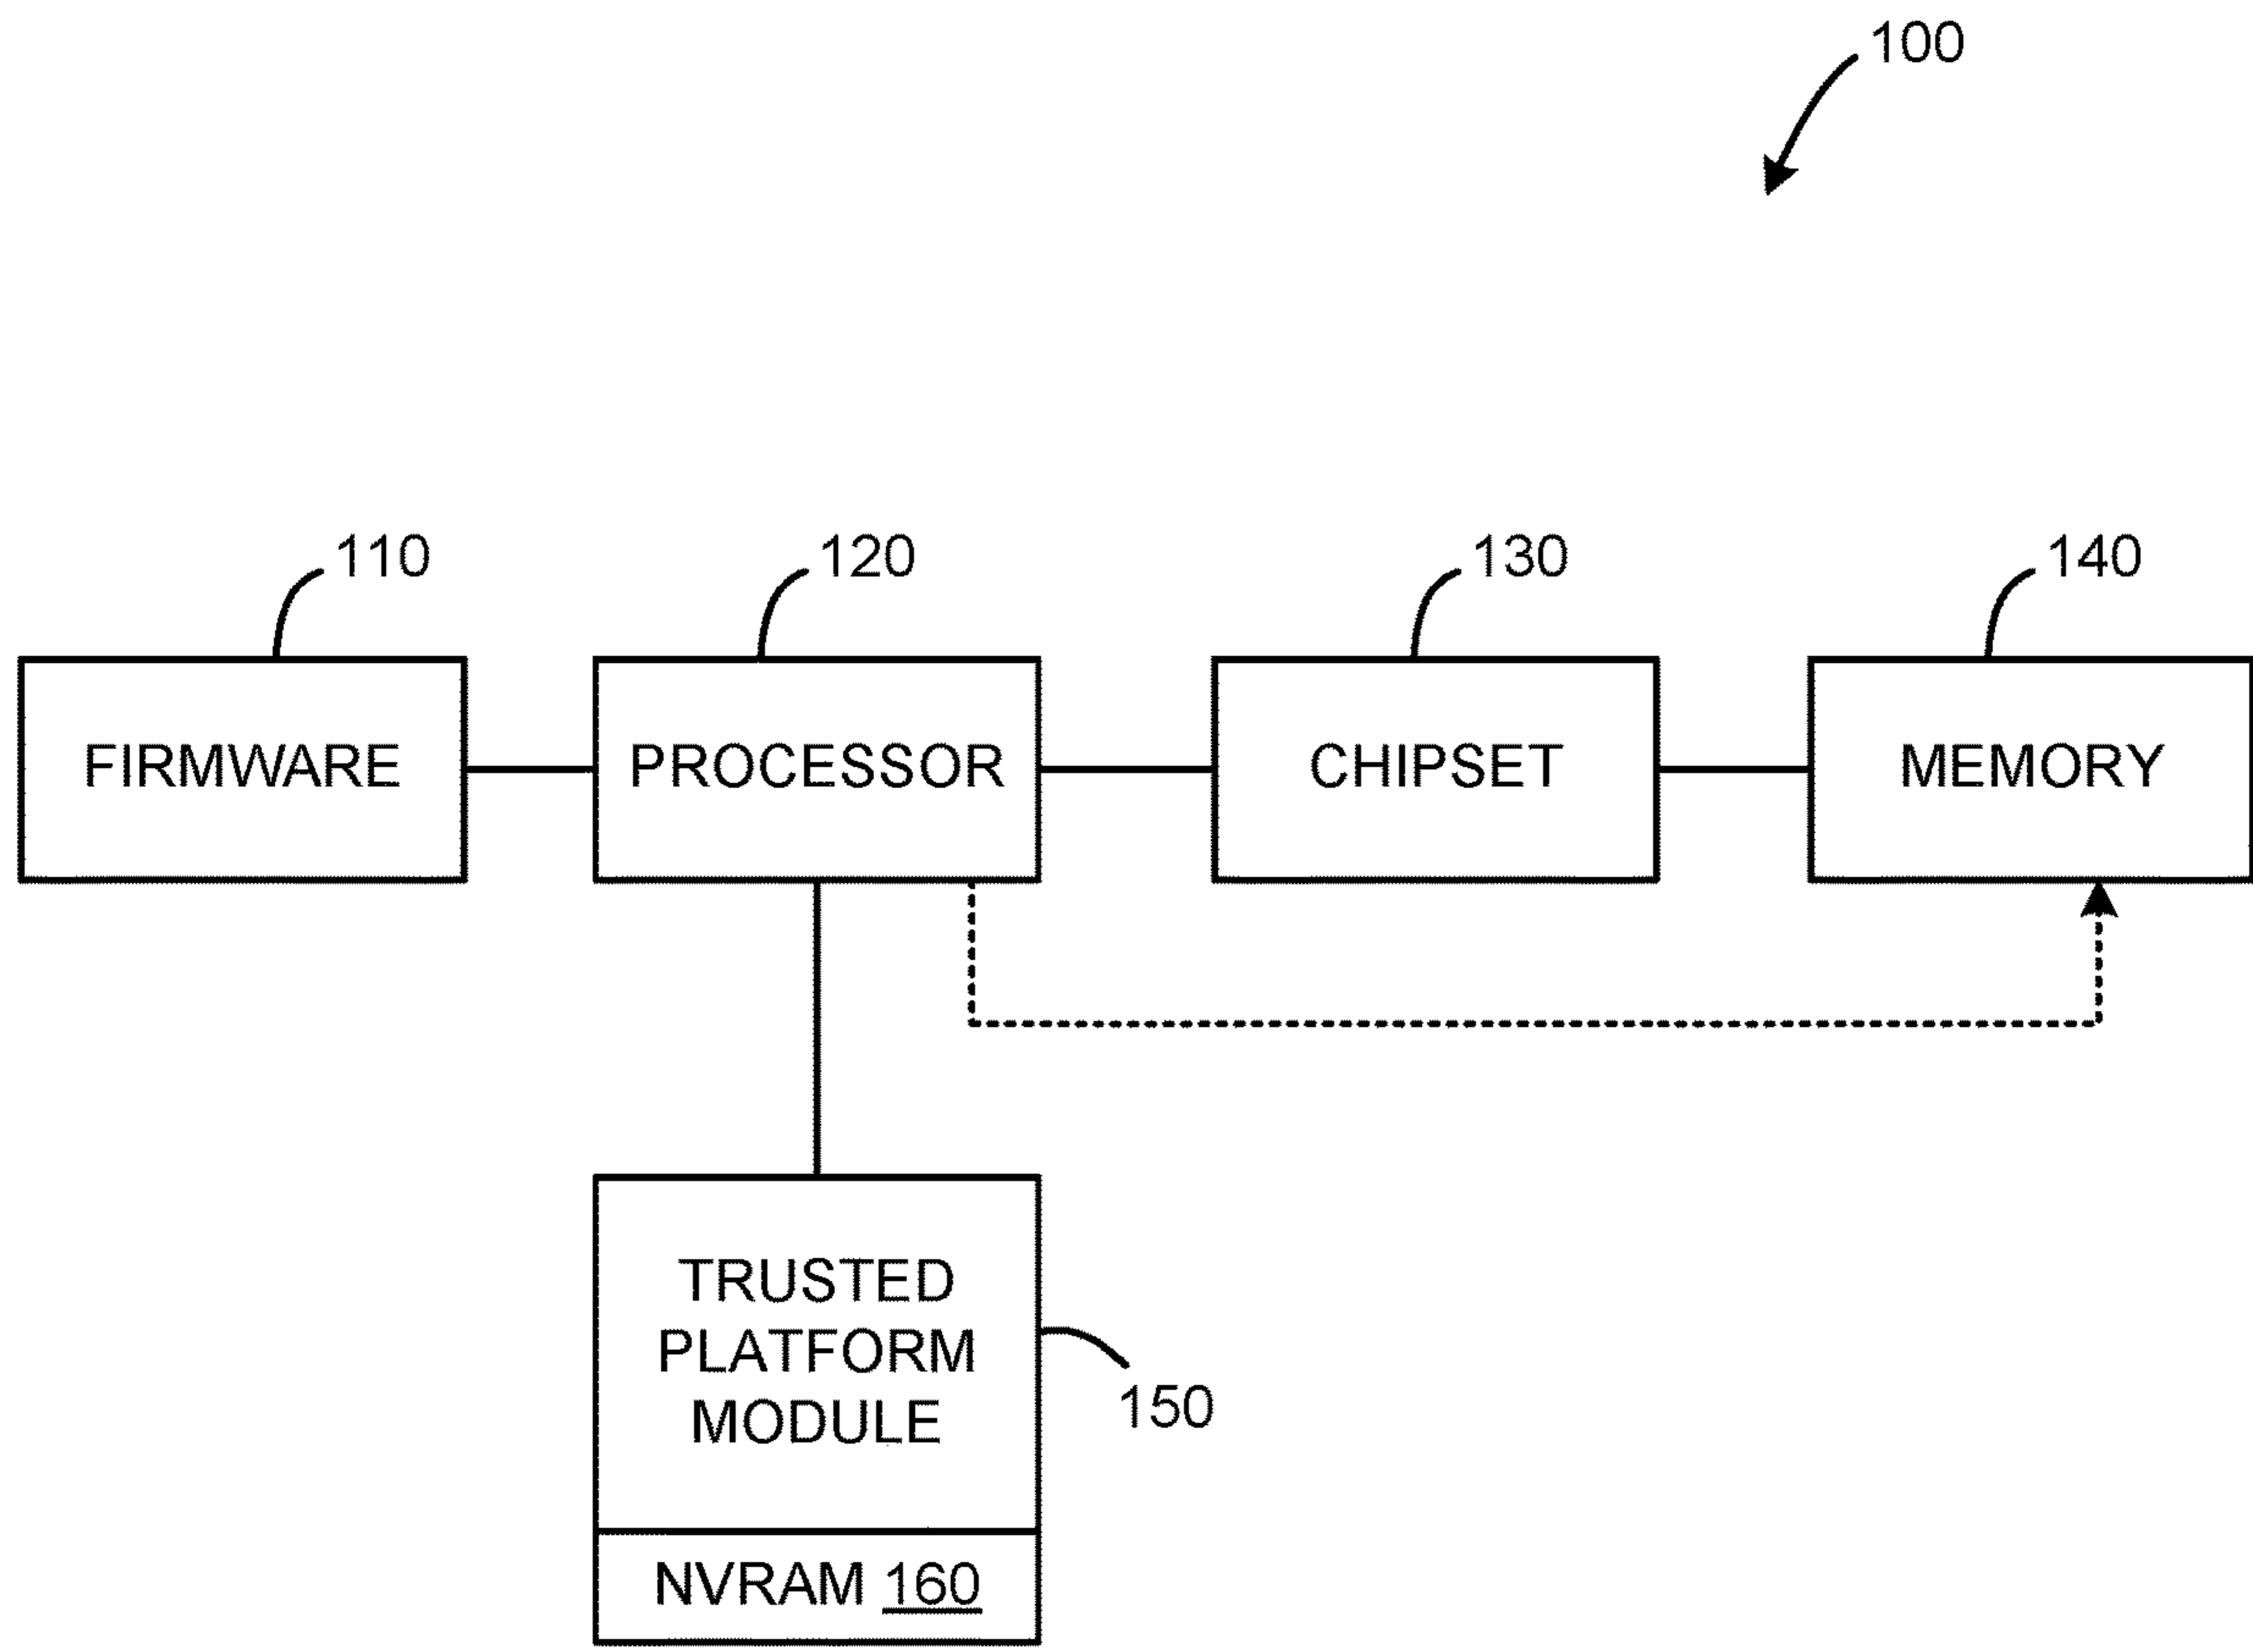 100
110
120
130
140
FIRMWARE
PROCESSOR
CHIPSET
MEMORY
TRUSTED
PLATFORM
MODULE
150
NVRAM 160